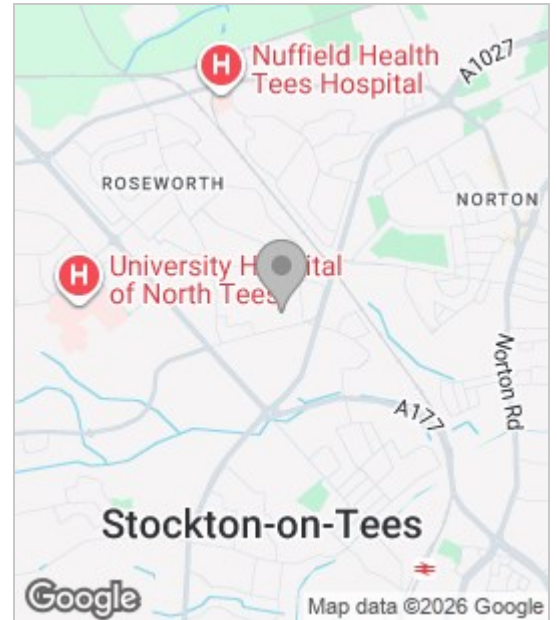 H
Nuffield Health
Tees Hospital
A1027
ROSEWORTH
NORTON
H
University H ital
of North Tees
Norton Rd
A177
Stockton-on-Tees
Google
Map data ©2026 Google